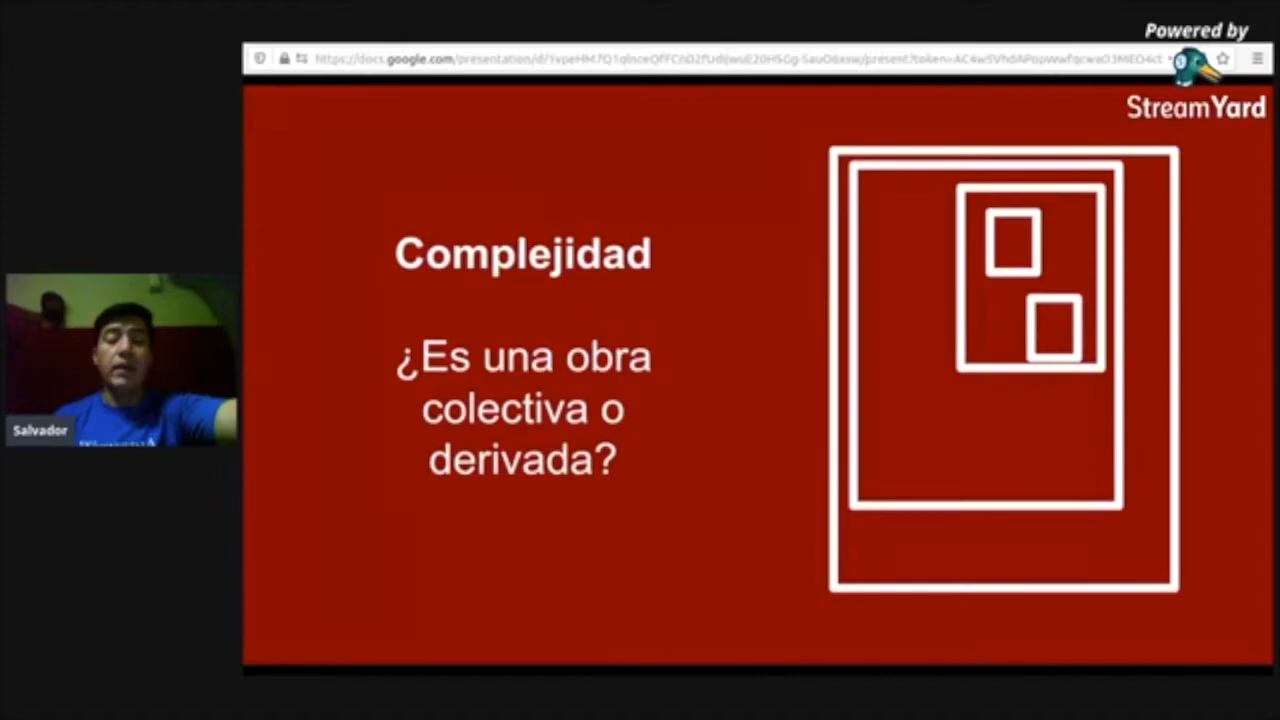 Powered by
StreamYard
Complejidad
¿Es una obra
colectiva o
derivada?
Salvador